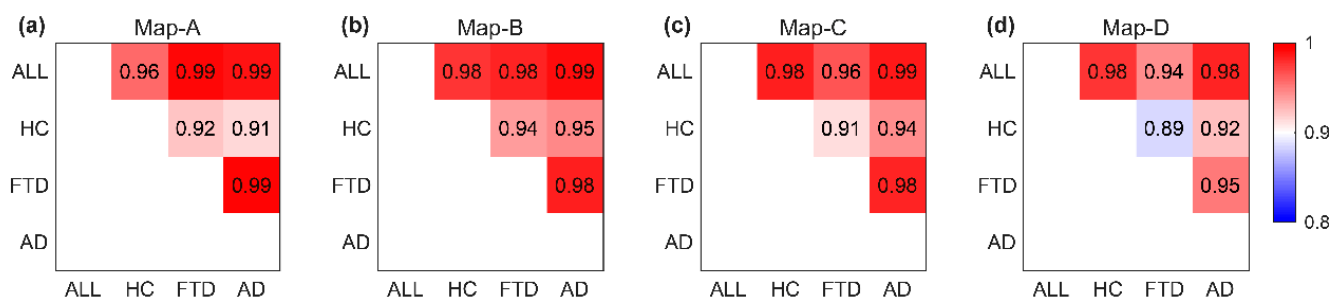 (a) Map-A (b) Map-B (c) Map-C (d) Map-D
ALL 0.96 0.99 0.99 ALL 0.98 0.98 0.99 ALL 0.98 0.96 0.99 ALL 0.98 0.94 0.98 1
HC 0.92 0.91 HC 0.94 0.95 HC 0.91 0.94 HC 0.89 0.92 0.9
FTD 0.99 FTD 0.98 FTD 0.98 FTD 0.95
AD AD AD AD 0.8
ALL HC FTD AD ALL HC FTD AD ALL HC FTD AD ALL HC FTD AD